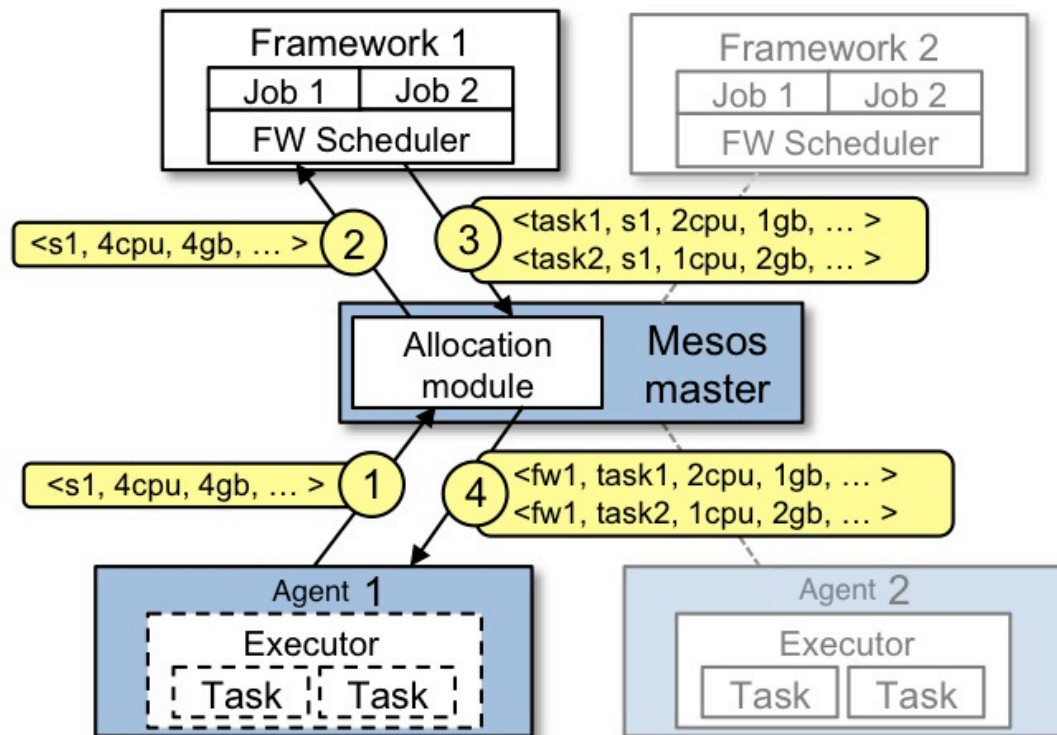 Framework 1
Job 1 Job 2
FW Scheduler
Framework 2
Job 1 Job 2
FW Scheduler
<s1, 4cpu, 4gb, … >
2
3
<task1, s1, 2cpu, 1gb, … >
<task2, s1, 1cpu, 2gb, … >
Allocation
module
Mesos
master
<s1, 4cpu, 4gb, … >
1
4
<fw1, task1, 2cpu, 1gb, … >
<fw1, task2, 1cpu, 2gb, … >
Agent 1
Executor
Task Task
Agent 2
Executor
Task Task